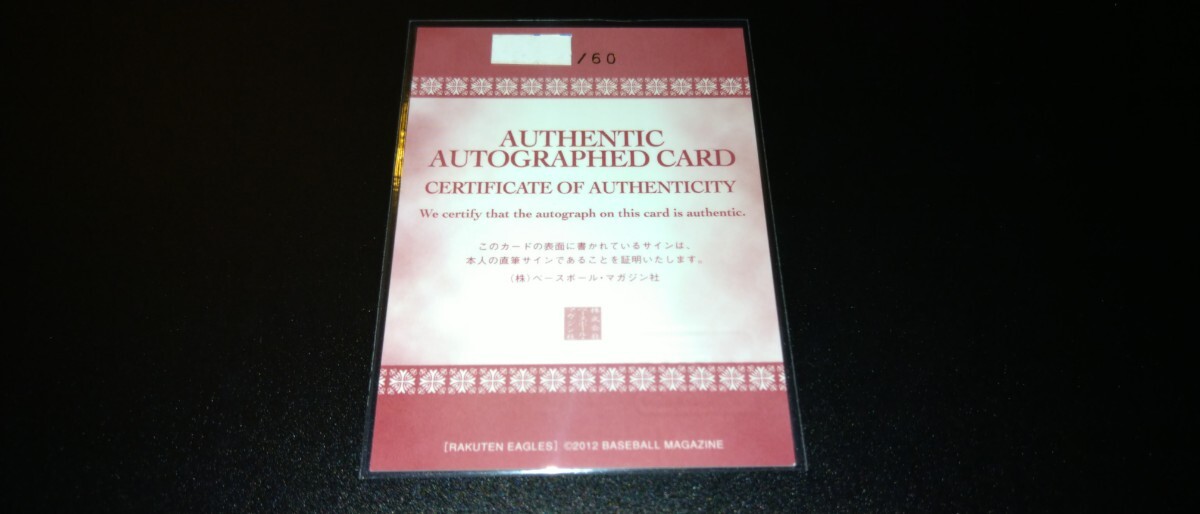 /60
AUTHENTIC
AUTOGRAPHED CARD
CERTIFICATE OF AUTHENTICITY
We certify that the autograph on this card is authentic.
このカードの表面に書かれているサインは、
本人の直筆サインであることを証明いたします。
(株)ベースボール・マガジン社
[RAKUTEN EAGLES] ©2012 BASEBALL MAGAZINE